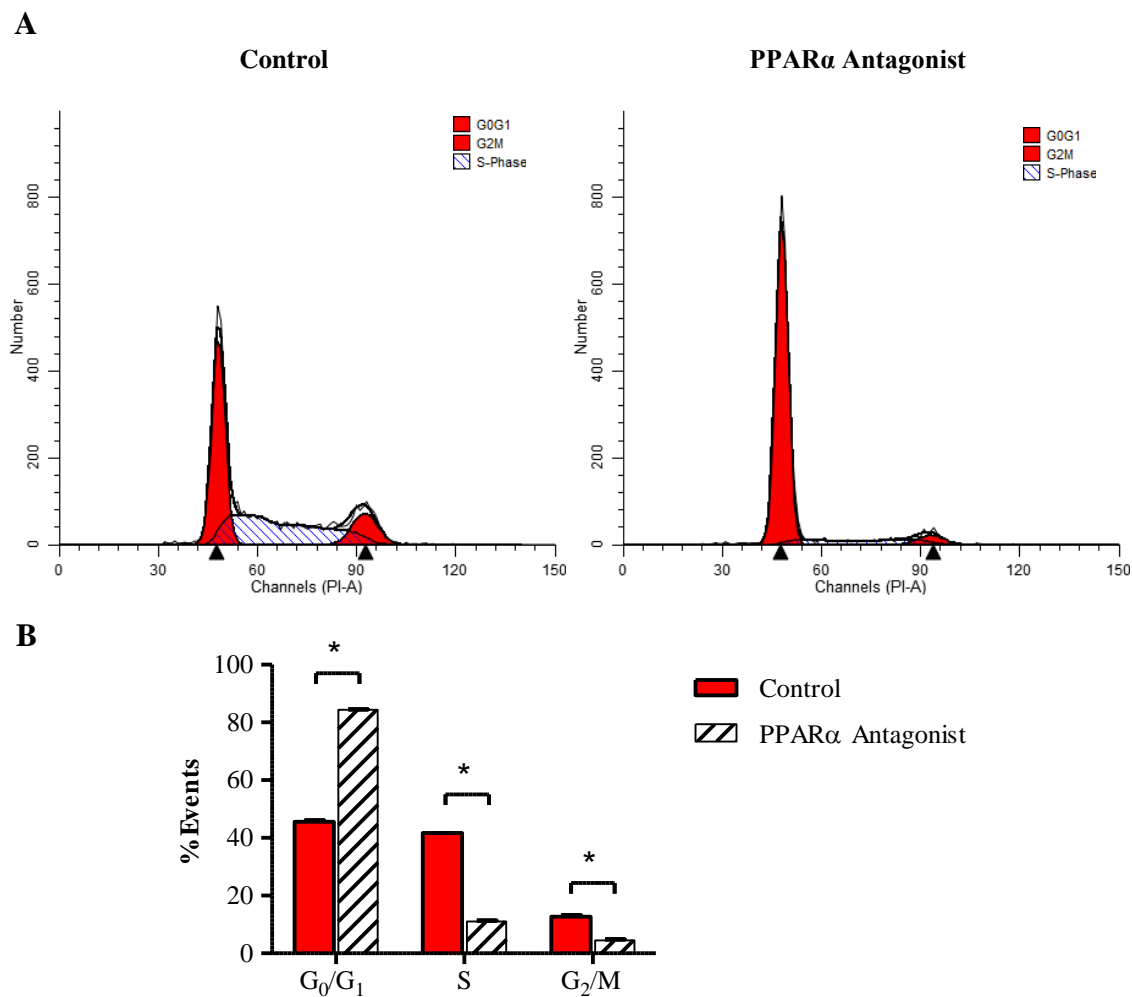 A
Control
PPARα Antagonist
G0G1
G2M
S-Phase
Number
0 200 400 600 800
0 30 60 90 120 150
Channels (PI-A)
G0G1
G2M
S-Phase
Number
0 200 400 600 800
0 30 60 90 120 150
Channels (PI-A)
B
%Events
100
80
60
40
20
0
*
*
*
G₀/G₁ S G₂/M
Control
PPARα Antagonist